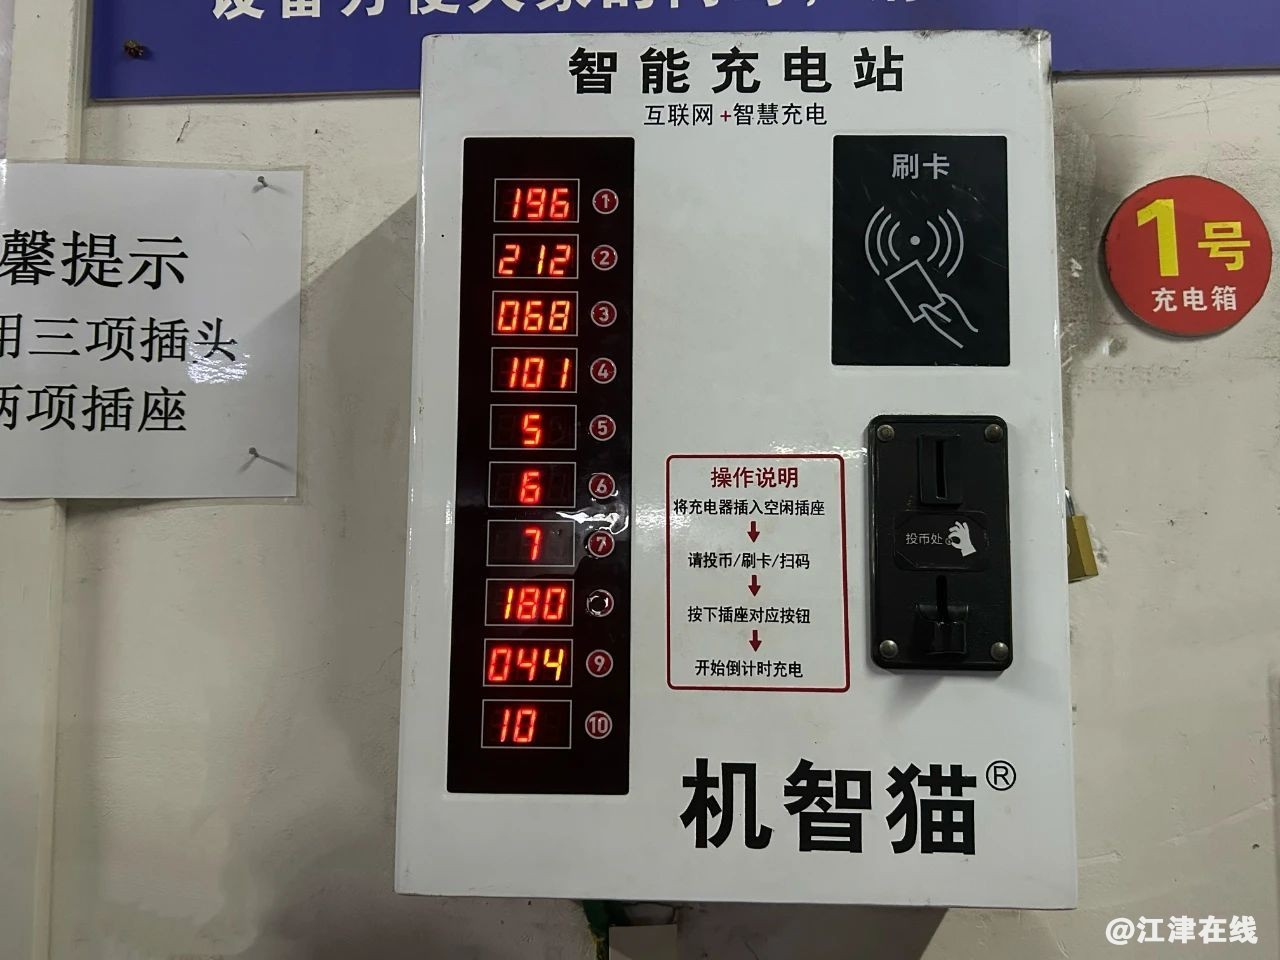 智能充电站
互联网+智慧充电
196 1
212 2
068 3
101 4
5 5
6 6
7 7
180
044 9
10 10
刷卡
操作说明
将充电器插入空闲插座
请投币/刷卡/扫码
按下插座对应按钮
开始倒计时充电
投币处
机智猫®
1号
充电箱
馨提示
用三项插头
两项插座
@江津在线